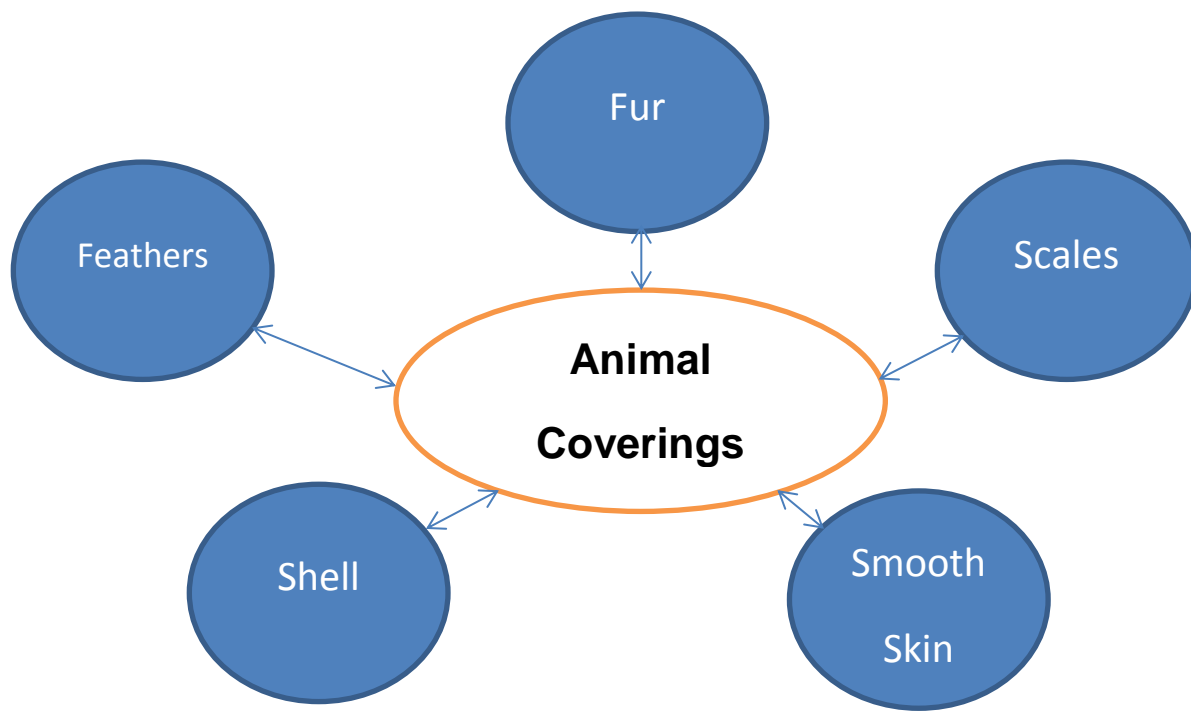 Fur
Feathers
Scales
Animal
Coverings
Shell
Smooth
Skin